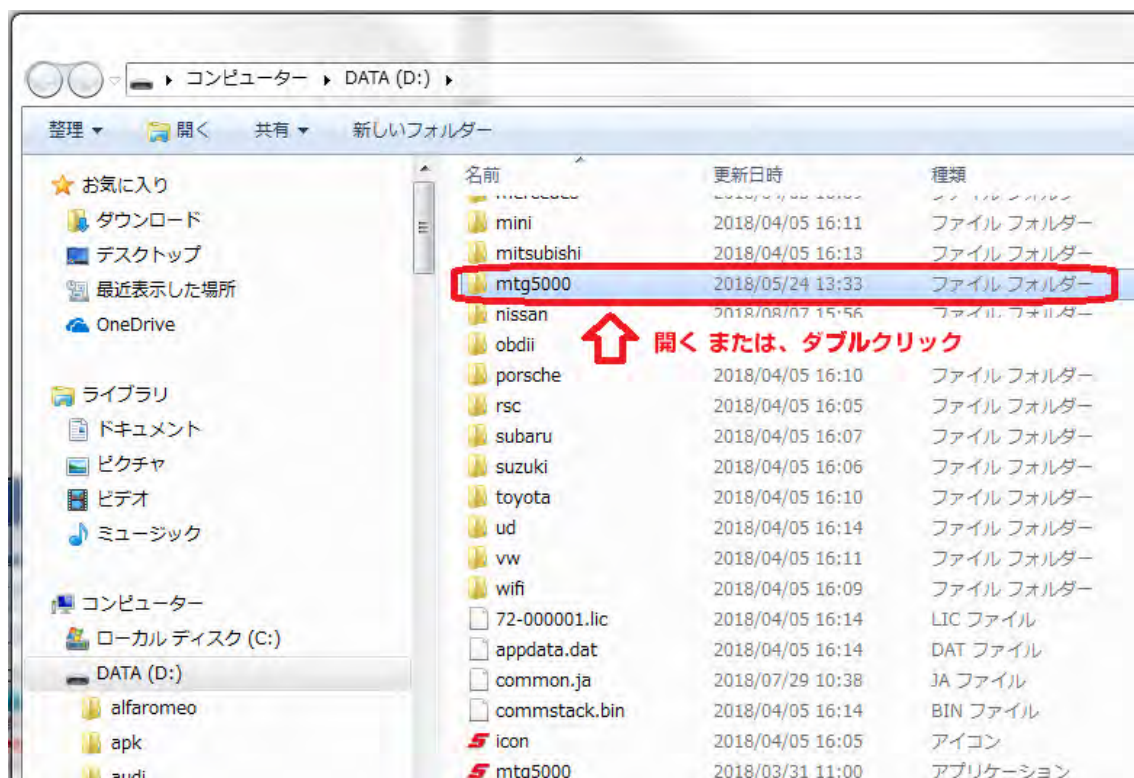 コンピューター ▸ DATA (D:) ▸
整理 ▼ 開く 共有 ▼ 新しいフォルダー
お気に入り
ダウンロード
デスクトップ
最近表示した場所
OneDrive
ライブラリ
ドキュメント
ピクチャ
ビデオ
ミュージック
コンピューター
ローカル ディスク (C:)
DATA (D:)
alfaromeo
apk
audi
名前 更新日時 種類
mini 2018/04/05 16:11 ファイル フォルダー
mitsubishi 2018/04/05 16:13 ファイル フォルダー
mtg5000 2018/05/24 13:33 ファイル フォルダー
nissan 2018/08/07 15:56 ファイル フォルダー
obdii
開く または、ダブルクリック
porsche 2018/04/05 16:10 ファイル フォルダー
rsc 2018/04/05 16:05 ファイル フォルダー
subaru 2018/04/05 16:07 ファイル フォルダー
suzuki 2018/04/05 16:06 ファイル フォルダー
toyota 2018/04/05 16:10 ファイル フォルダー
ud 2018/04/05 16:14 ファイル フォルダー
vw 2018/04/05 16:11 ファイル フォルダー
wifi 2018/04/05 16:09 ファイル フォルダー
72-000001.lic 2018/04/05 16:14 LIC ファイル
appdata.dat 2018/04/05 16:14 DAT ファイル
common.ja 2018/07/29 10:38 JA ファイル
commstack.bin 2018/04/05 16:14 BIN ファイル
icon 2018/04/05 16:05 アイコン
mtg5000 2018/03/31 11:00 アプリケーション